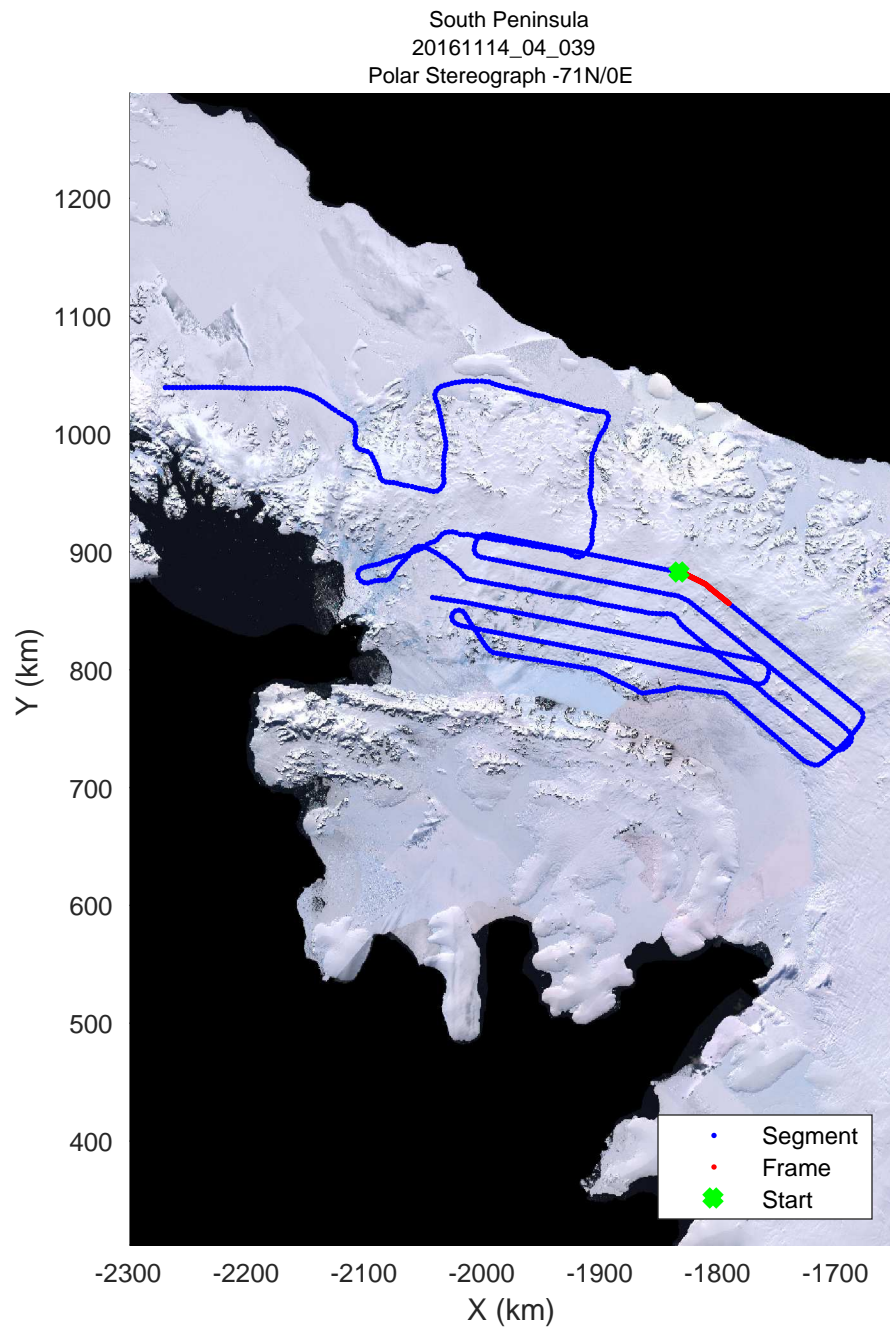 South Peninsula
20161114_04_039
Polar Stereograph -71N/0E
1200
1100
1000
900
800
700
600
500
400
Y (km)
Segment
Frame
Start
-2300 -2200 -2100 -2000 -1900 -1800 -1700
X (km)